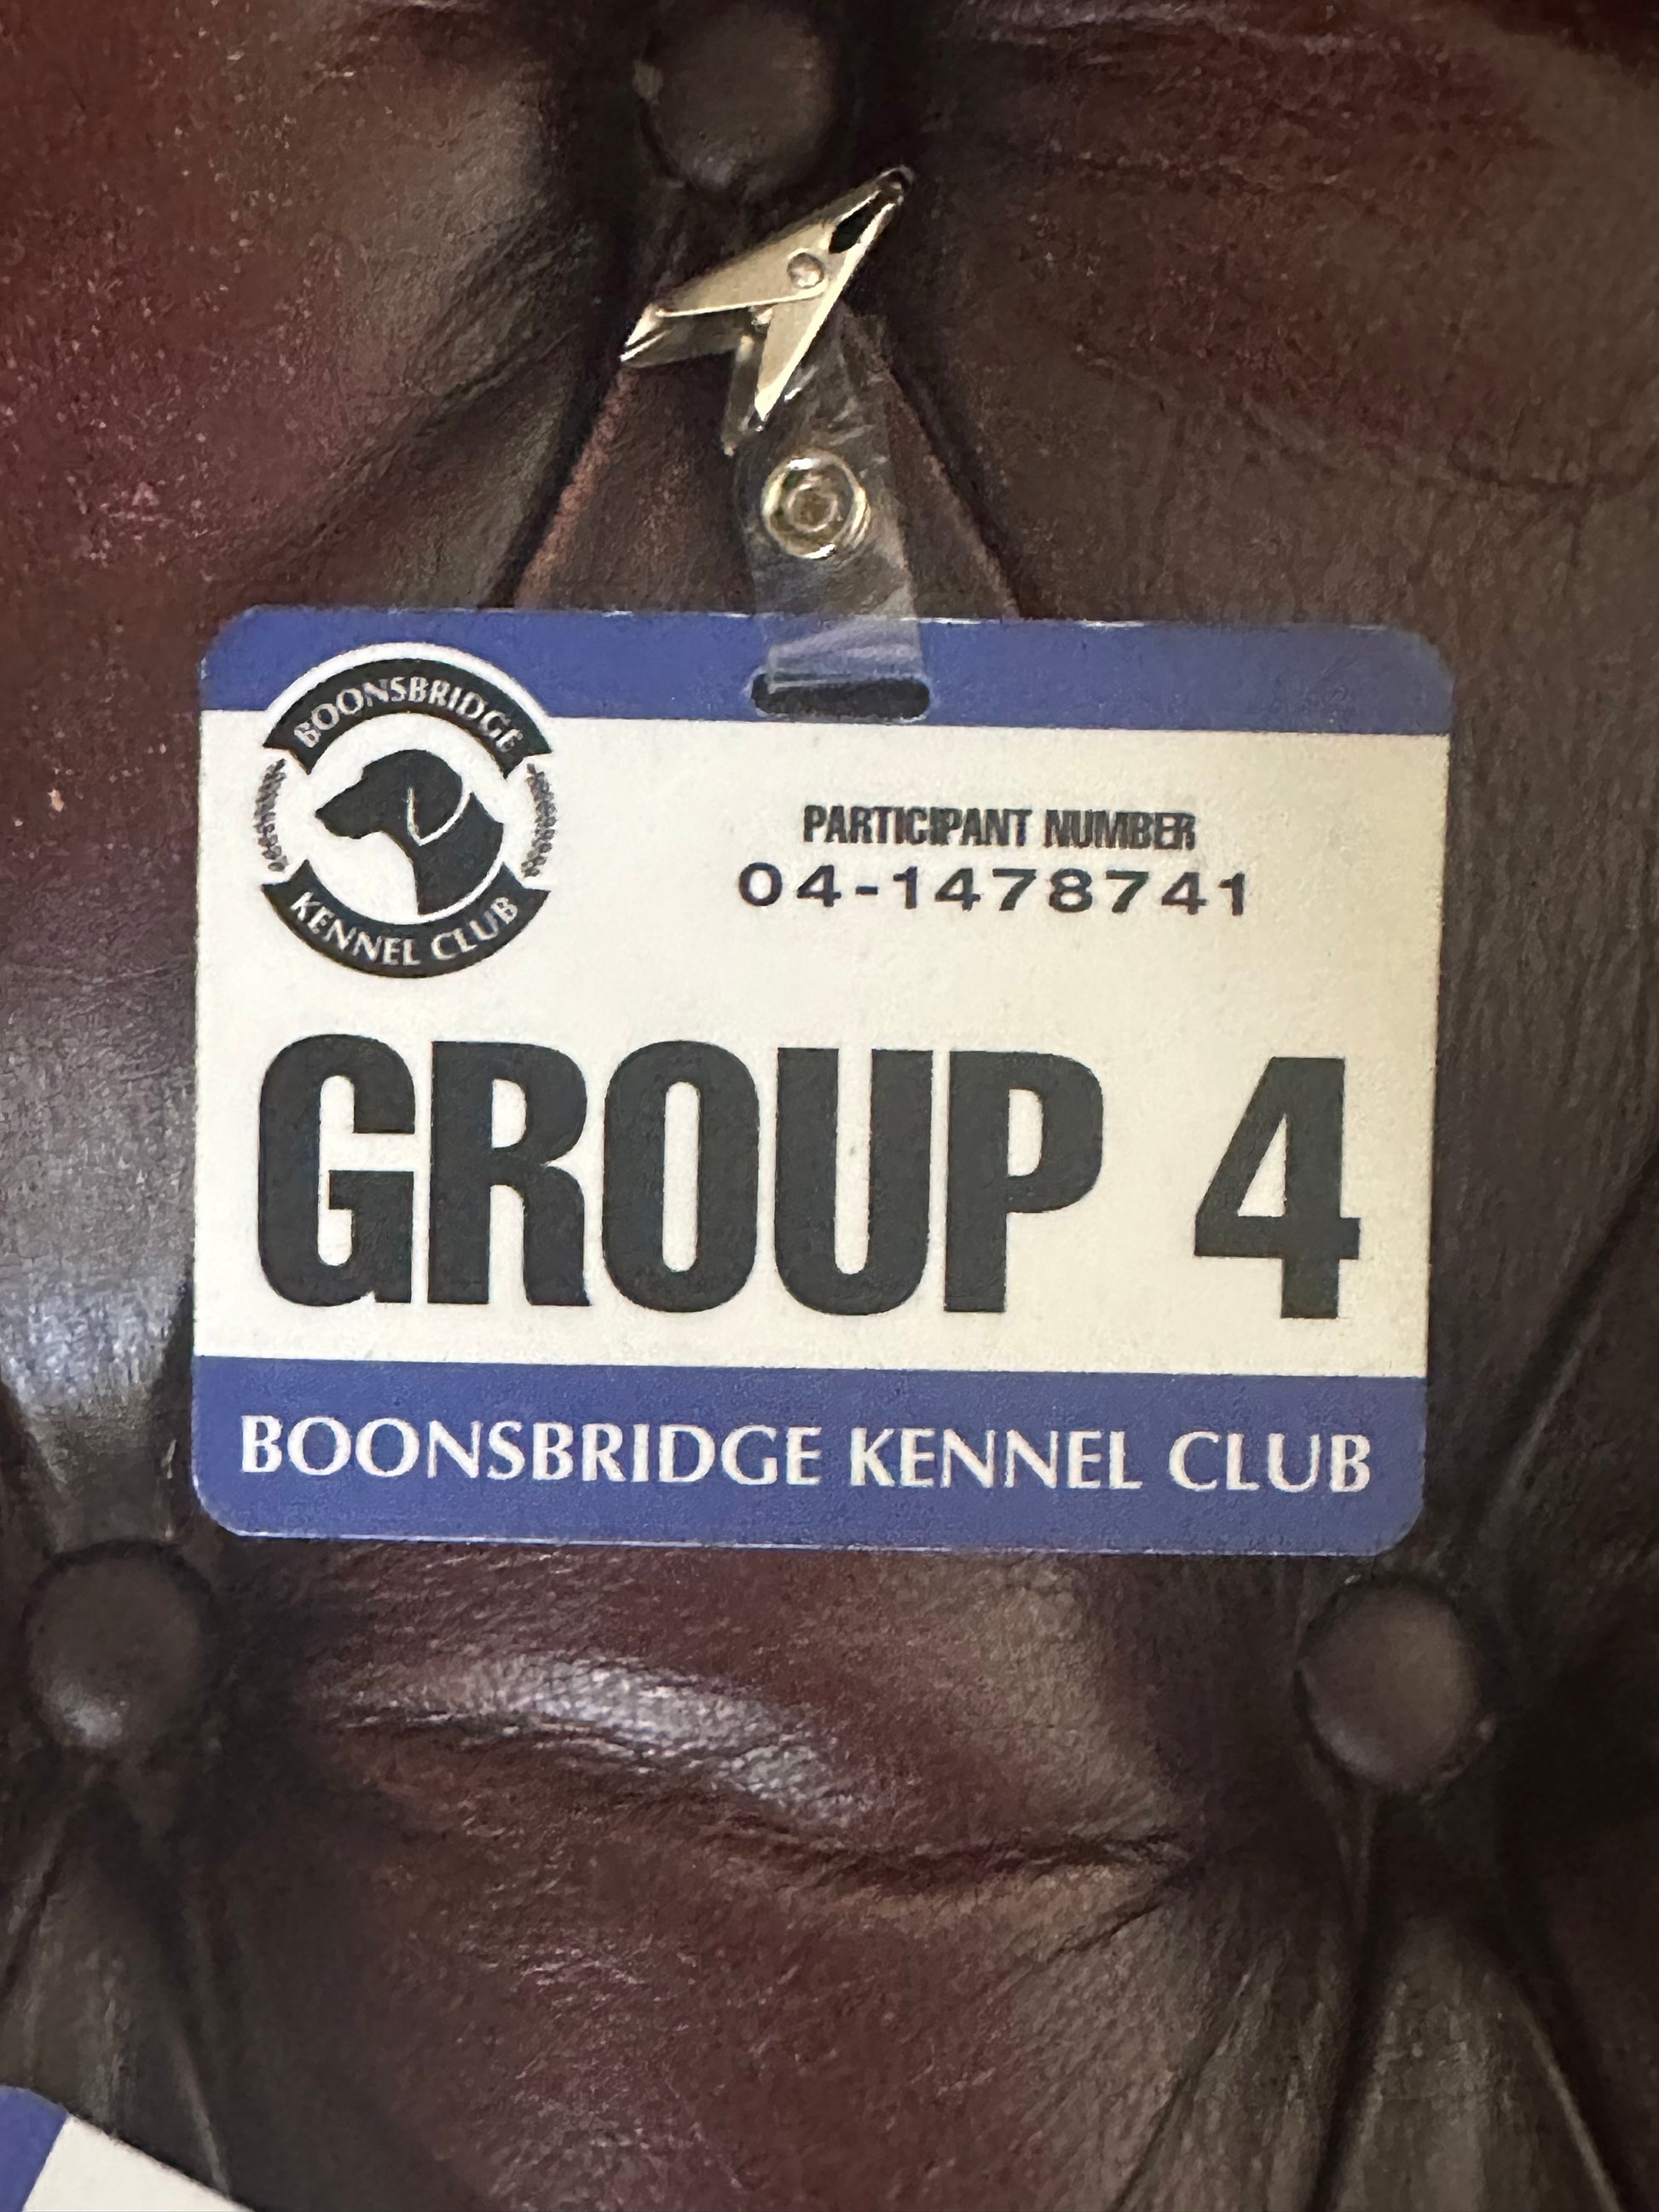 BOONSBRIDGE
KENNEL CLUB
PARTICIPANT NUMBER
04-1478741
GROUP 4
BOONSBRIDGE KENNEL CLUB